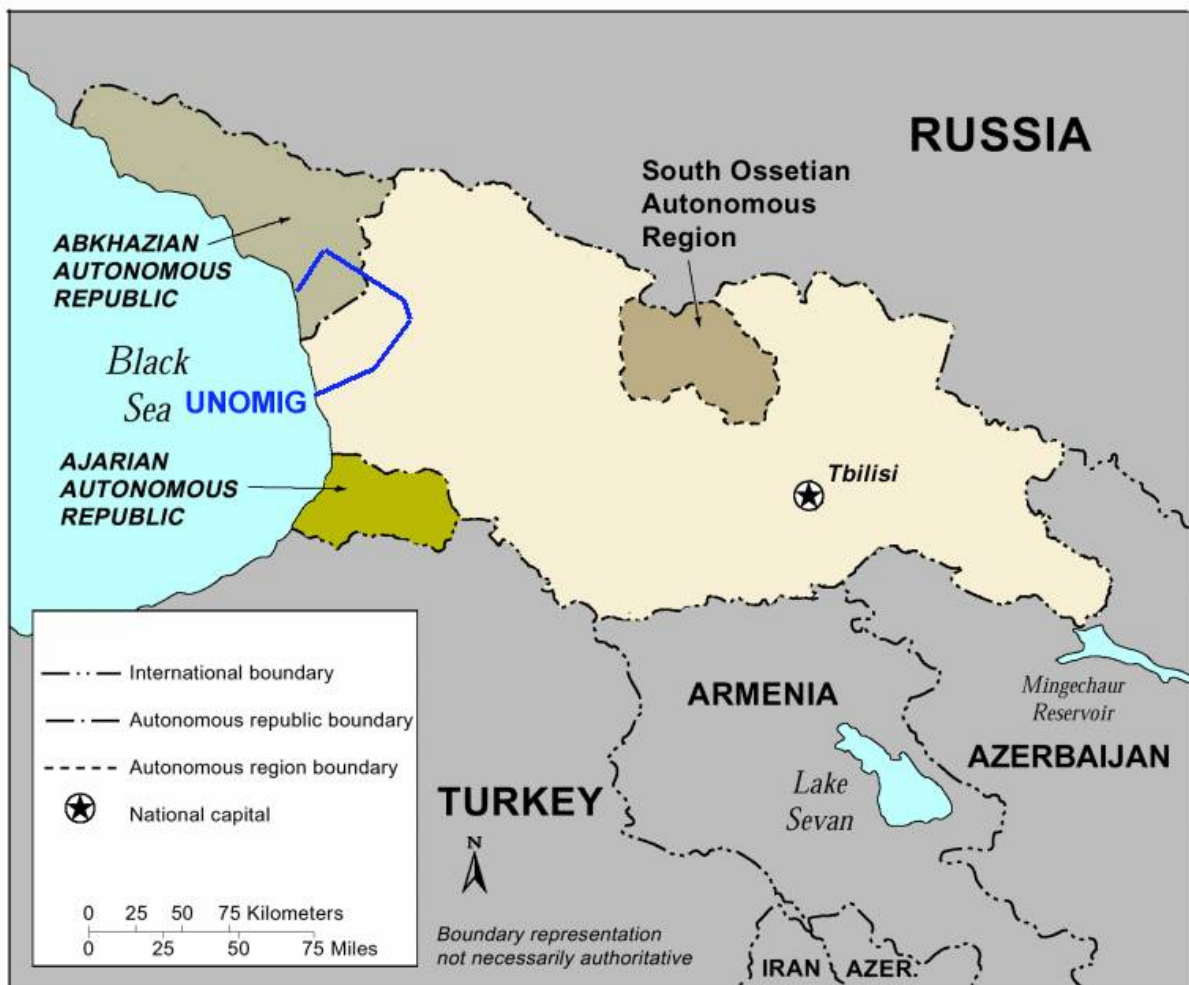 RUSSIA
South Ossetian
Autonomous
Region
ABKHAZIAN
AUTONOMOUS
REPUBLIC
Black
Sea
UNOMIG
AJARIAN
AUTONOMOUS
REPUBLIC
Tbilisi
International boundary
Autonomous republic boundary
Autonomous region boundary
National capital
0 25 50 75 Kilometers
0 25 50 75 Miles
ARMENIA
Mingechaur
Reservoir
AZERBAIJAN
TURKEY
Lake
Sevan
N
Boundary representation
not necessarily authoritative
IRAN
AZER.